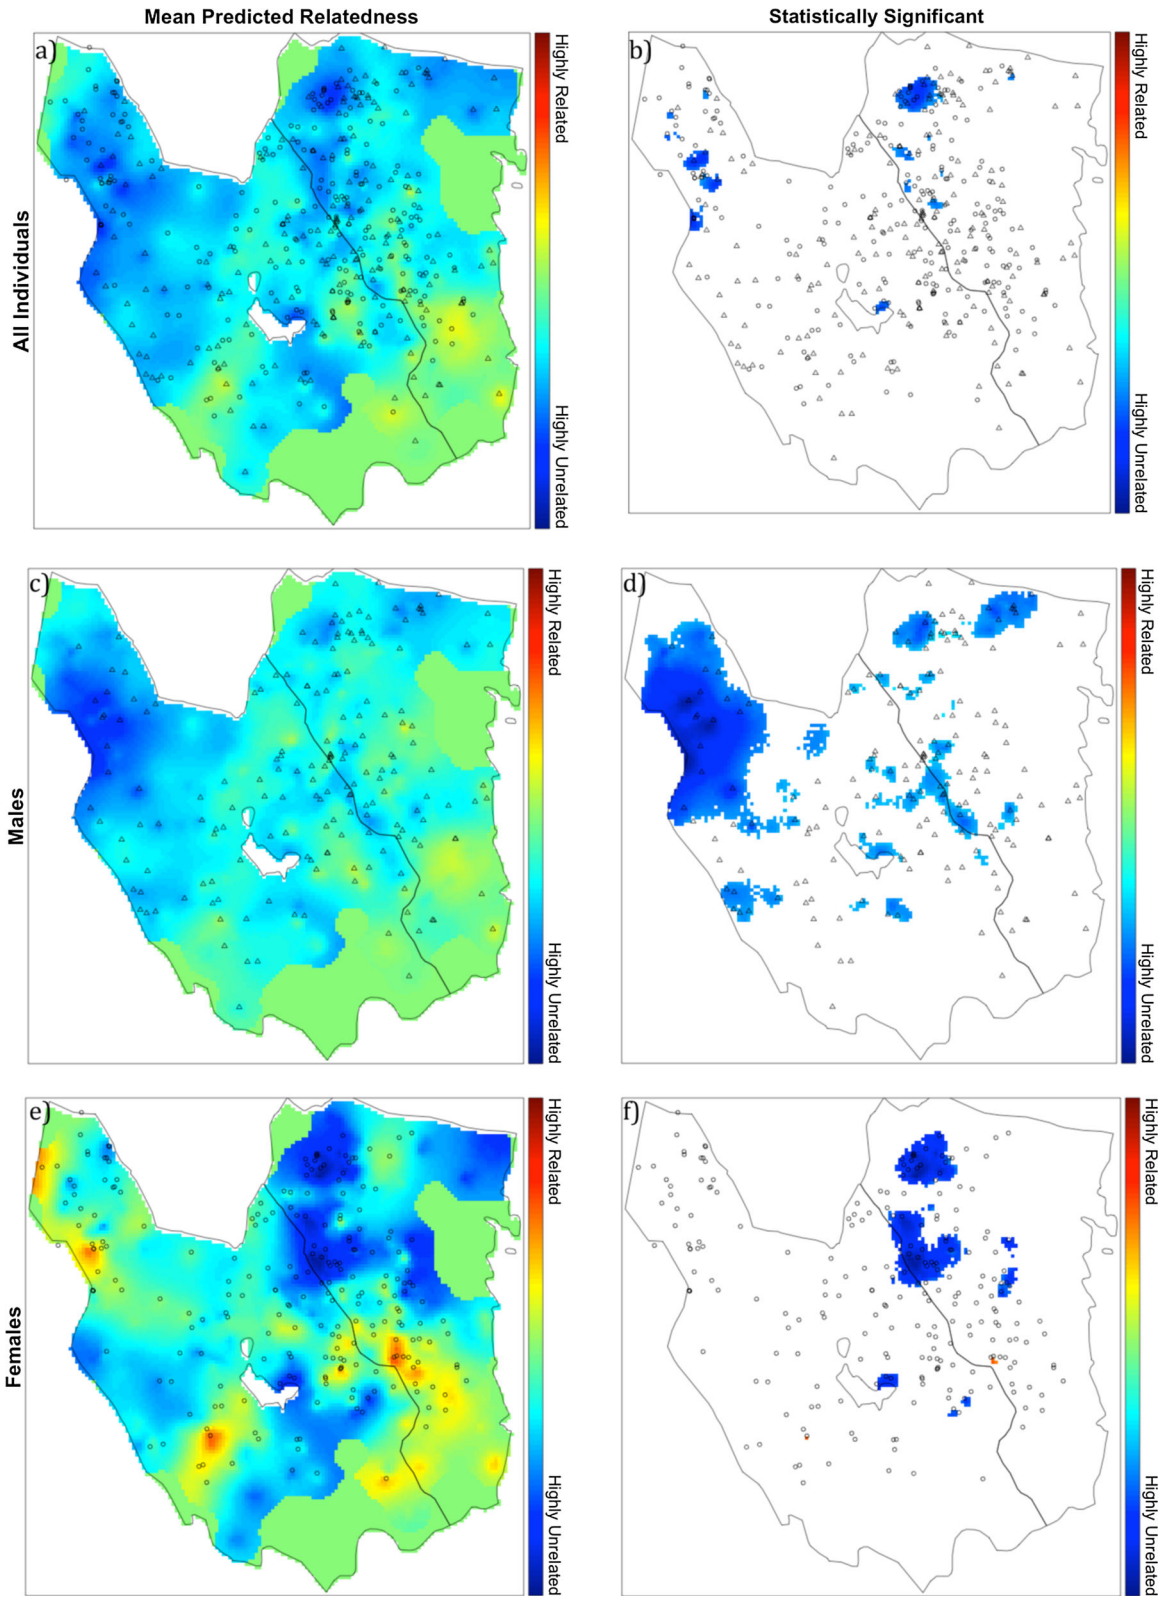 Mean Predicted Relatedness
Statistically Significant
All Individuals
a)
Highly Related
Highly Unrelated
b)
Highly Related
Highly Unrelated
Males
c)
Highly Related
Highly Unrelated
d)
Highly Related
Highly Unrelated
Females
e)
Highly Related
Highly Unrelated
f)
Highly Related
Highly Unrelated